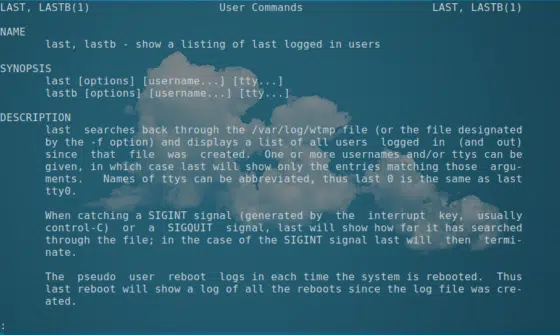 LAST, LASTB(1) User Commands LAST, LASTB(1)
NAME
last, lastb - show a listing of last logged in users
SYNOPSIS
last [options] [username...] [tty...]
lastb [options] [username...] [tty...]
DESCRIPTION
last searches back through the /var/log/wtmp file (or the file designated
by the -f option) and displays a list of all users logged in (and out)
since that file was created. One or more usernames and/or ttys can be
given, in which case last will show only the entries matching those argu-
ments. Names of ttys can be abbreviated, thus last 0 is the same as last
tty0.
When catching a SIGINT signal (generated by the interrupt key, usually
control-C) or a SIGQUIT signal, last will show how far it has searched
through the file; in the case of the SIGINT signal last will then termi-
nate.
The pseudo user reboot logs in each time the system is rebooted. Thus
last reboot will show a log of all the reboots since the log file was cre-
ated.
: